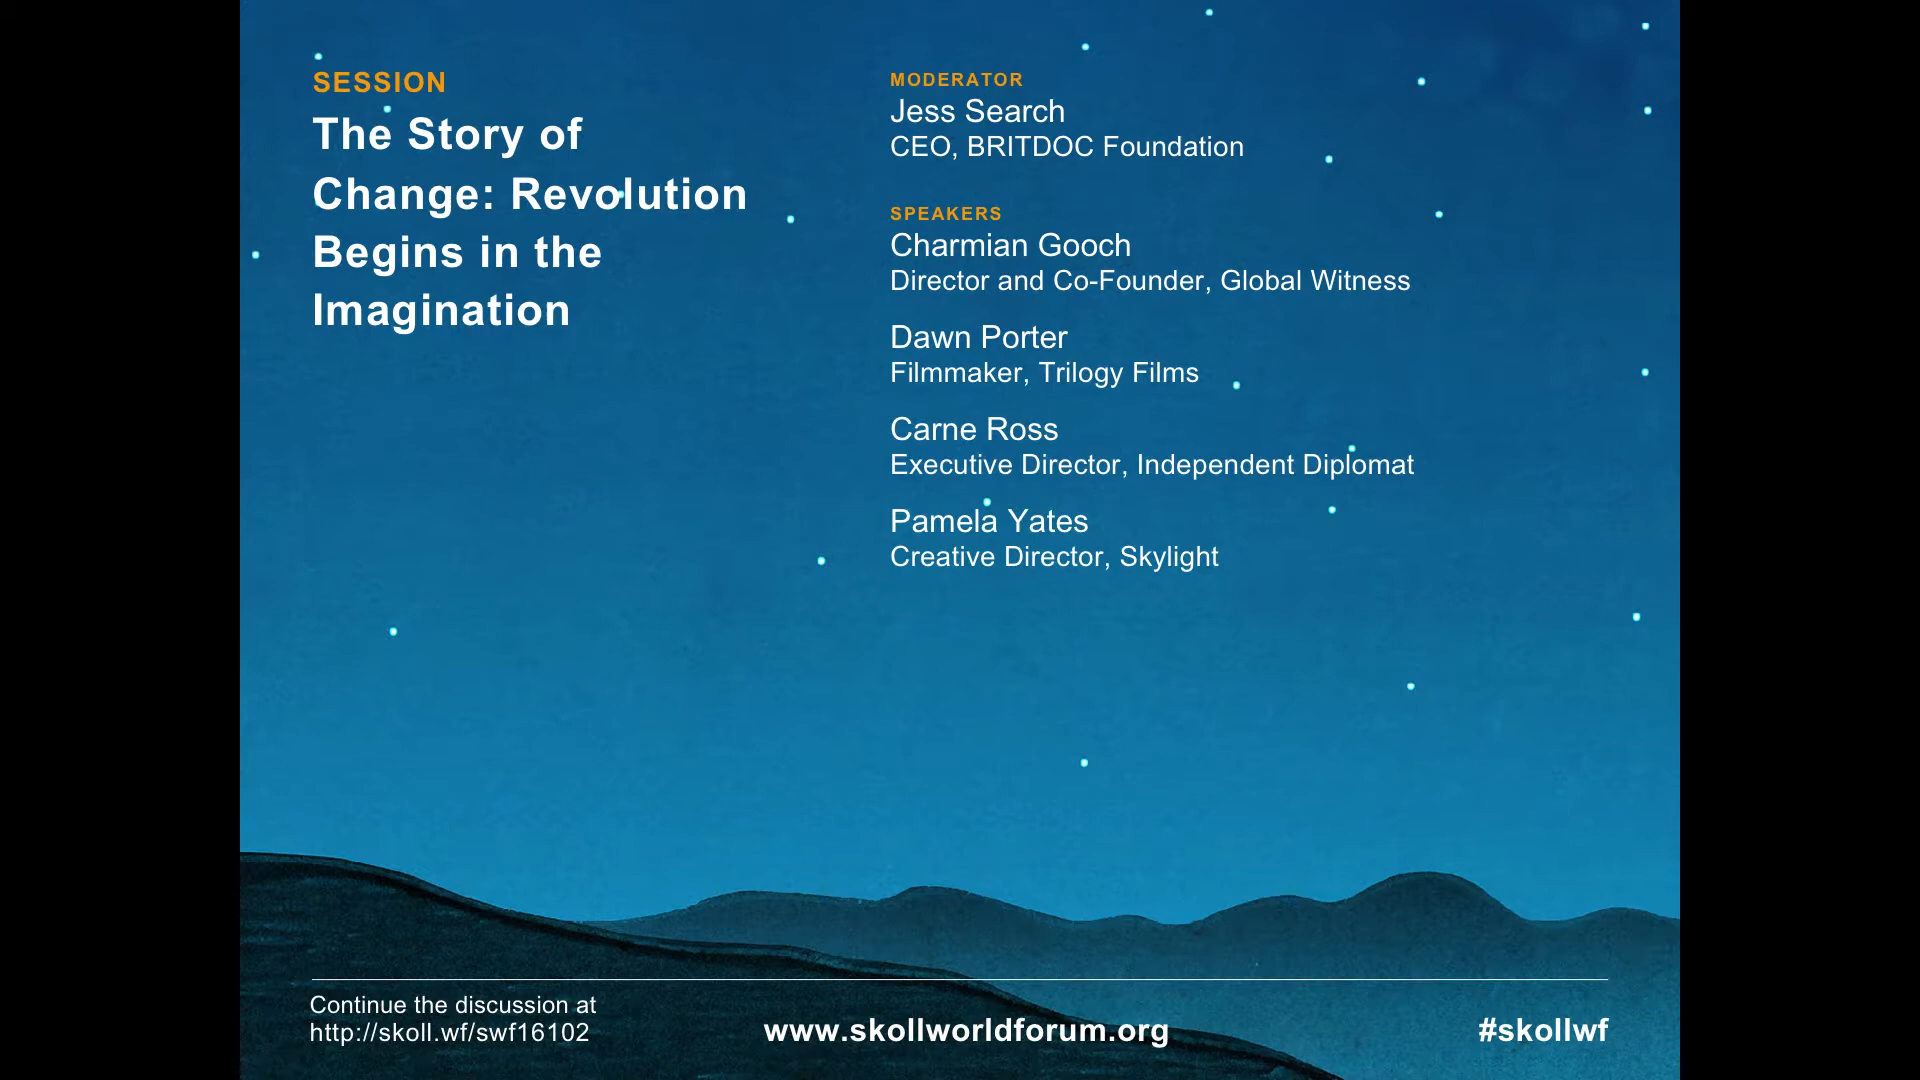 SESSION
The Story of
Change: Revolution
Begins in the
Imagination
MODERATOR
Jess Search
CEO, BRITDOC Foundation
SPEAKERS
Charmian Gooch
Director and Co-Founder, Global Witness
Dawn Porter
Filmmaker, Trilogy Films
Carne Ross
Executive Director, Independent Diplomat
Pamela Yates
Creative Director, Skylight
Continue the discussion at
http://skoll.wf/swf16102
www.skollworldforum.org
#skollwf